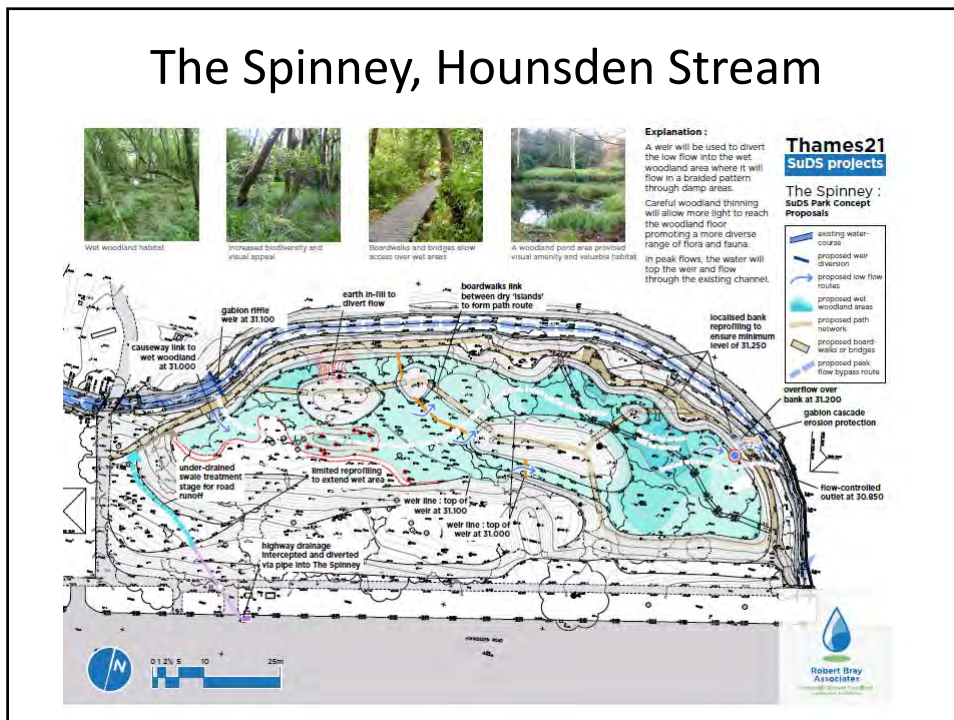 The Spinney, Hounsden Stream
Wet woodland habitat
Increased biodiversity and
visual appeal
Boardwalks and bridges allow
access over wet areas
A woodland pond area provised
visual amenity and valuable habitat
Explanation :
A weir will be used to divert
the low flow into the wet
woodland area where it will
flow in a braided pattern
through damp areas.
Careful woodland thinning
will allow more light to reach
the woodland floor
promoting a more diverse
range of flora and fauna.
In peak flows, the water will
top the weir and flow
through the existing channel.
Thames21
SuDS projects
The Spinney :
SuDS Park Concept
Proposals
existing water-
course
proposed weir
diversion
proposed low flow
routes
proposed wet
woodland areas
proposed path
network
proposed board-
walks or bridges
proposed peak
flow bypass route
boardwalks link
between dry 'islands'
to form path route
earth in-fill to
divert flow
gabion riffle
weir at 31.100
causeway link to
wet woodland
at 31.000
localised bank
reprofiling to
ensure minimum
level of 31.250
overflow over
bank at 31.200
gabion cascade
erosion protection
flow-controlled
outlet at 30.850
under-drained
swale treatment
stage for road
runoff
limited reprofiling
to extend wet area
weir line : top of
weir at 31.100
weir line : top of
weir at 31.000
highway drainage
intercepted and diverted
via pipe into The Spinney
HOUNSDEN ROAD
N
0 1 2½ 5 10 25m
Robert Bray
Associates